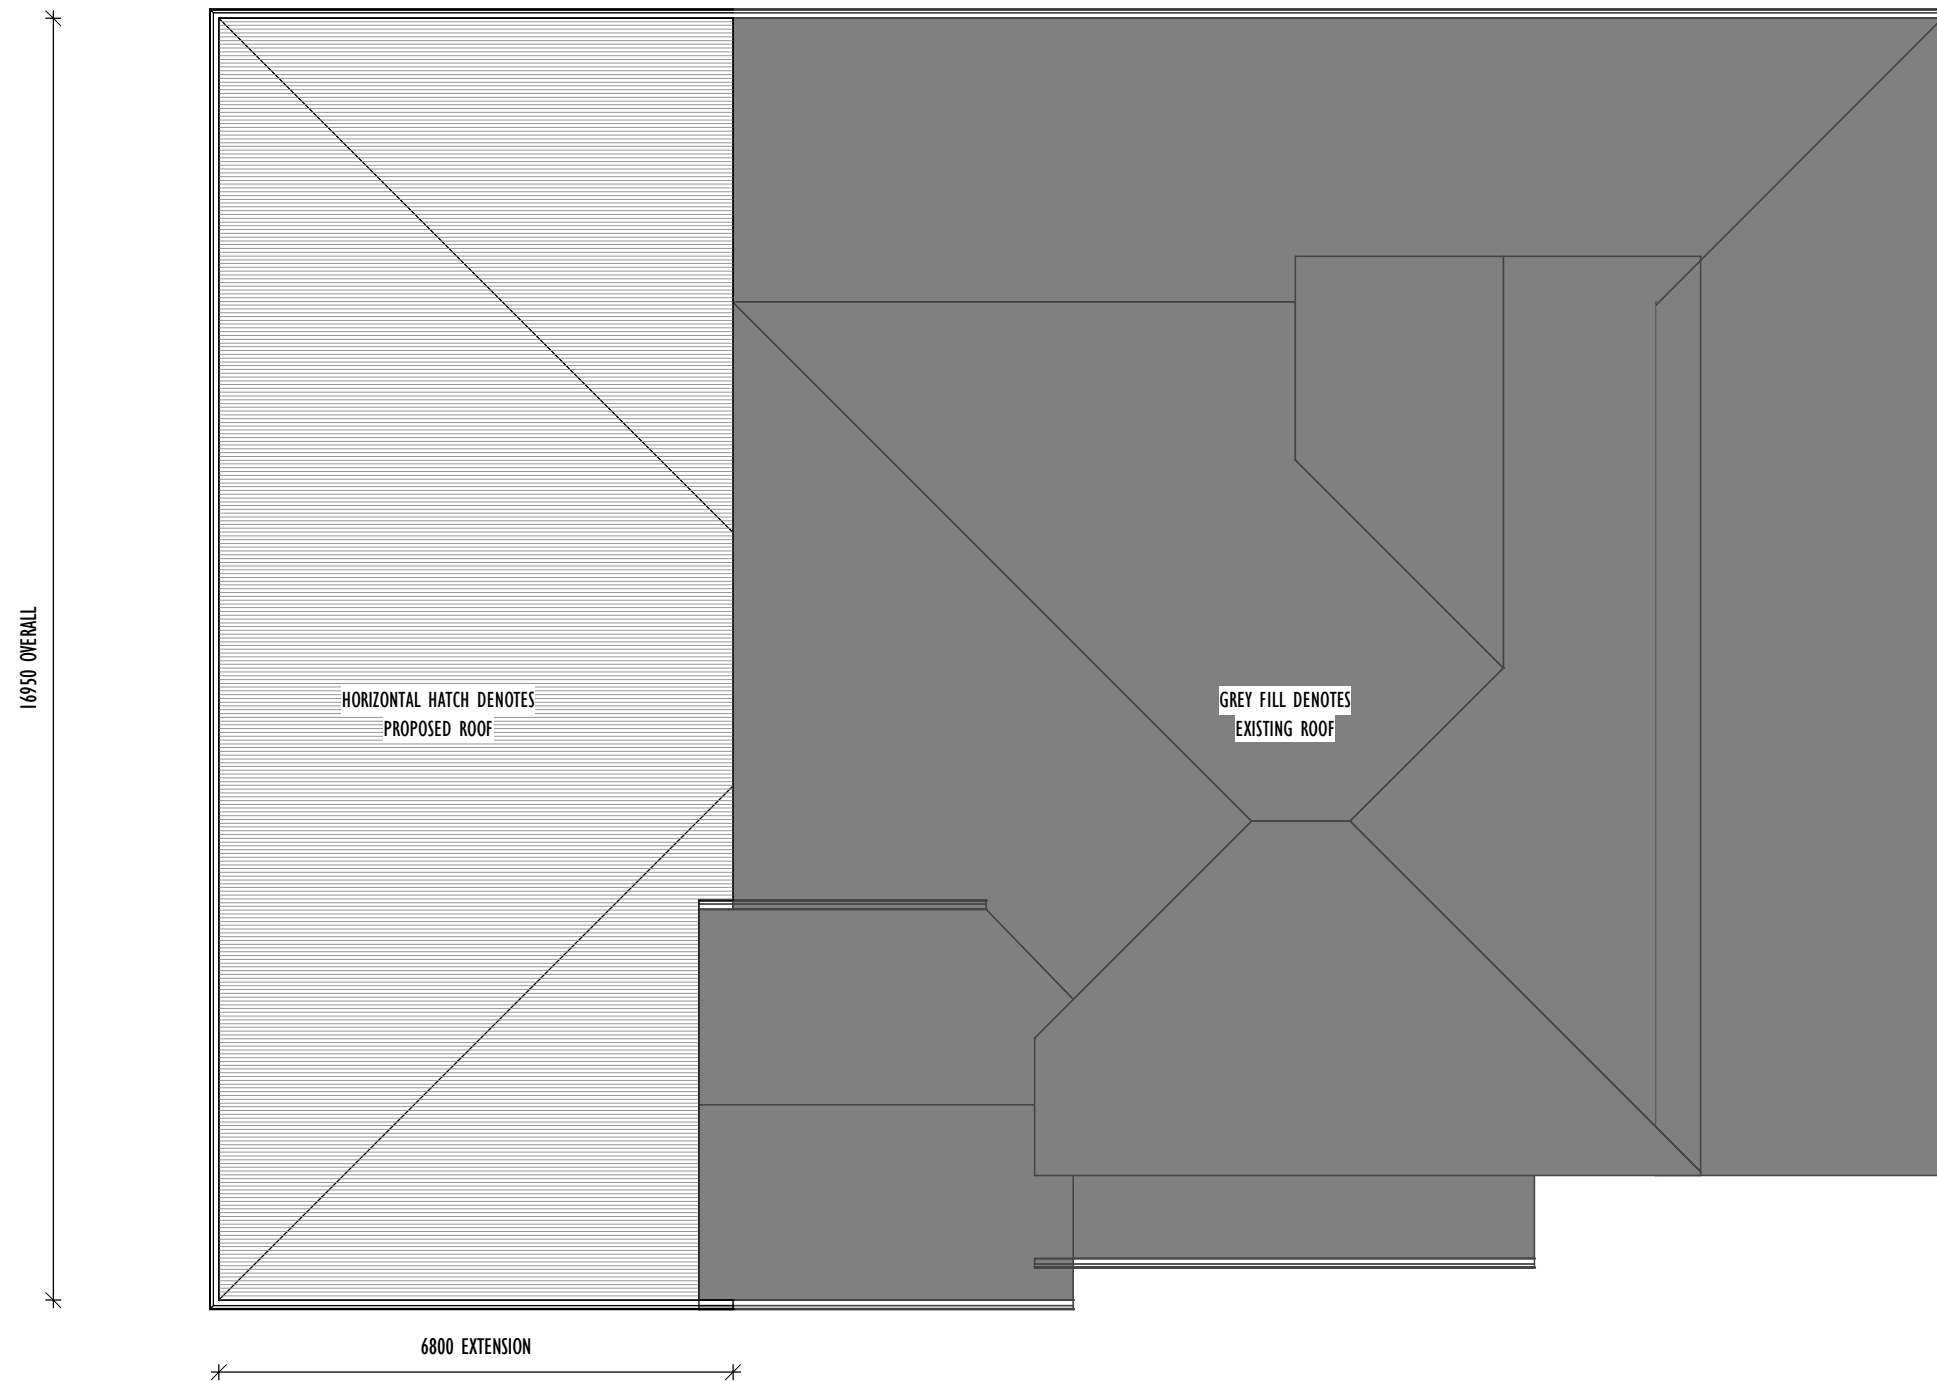 16950 OVERALL
HORIZONTAL HATCH DENOTES
PROPOSED ROOF
GREY FILL DENOTES
EXISTING ROOF
6800 EXTENSION